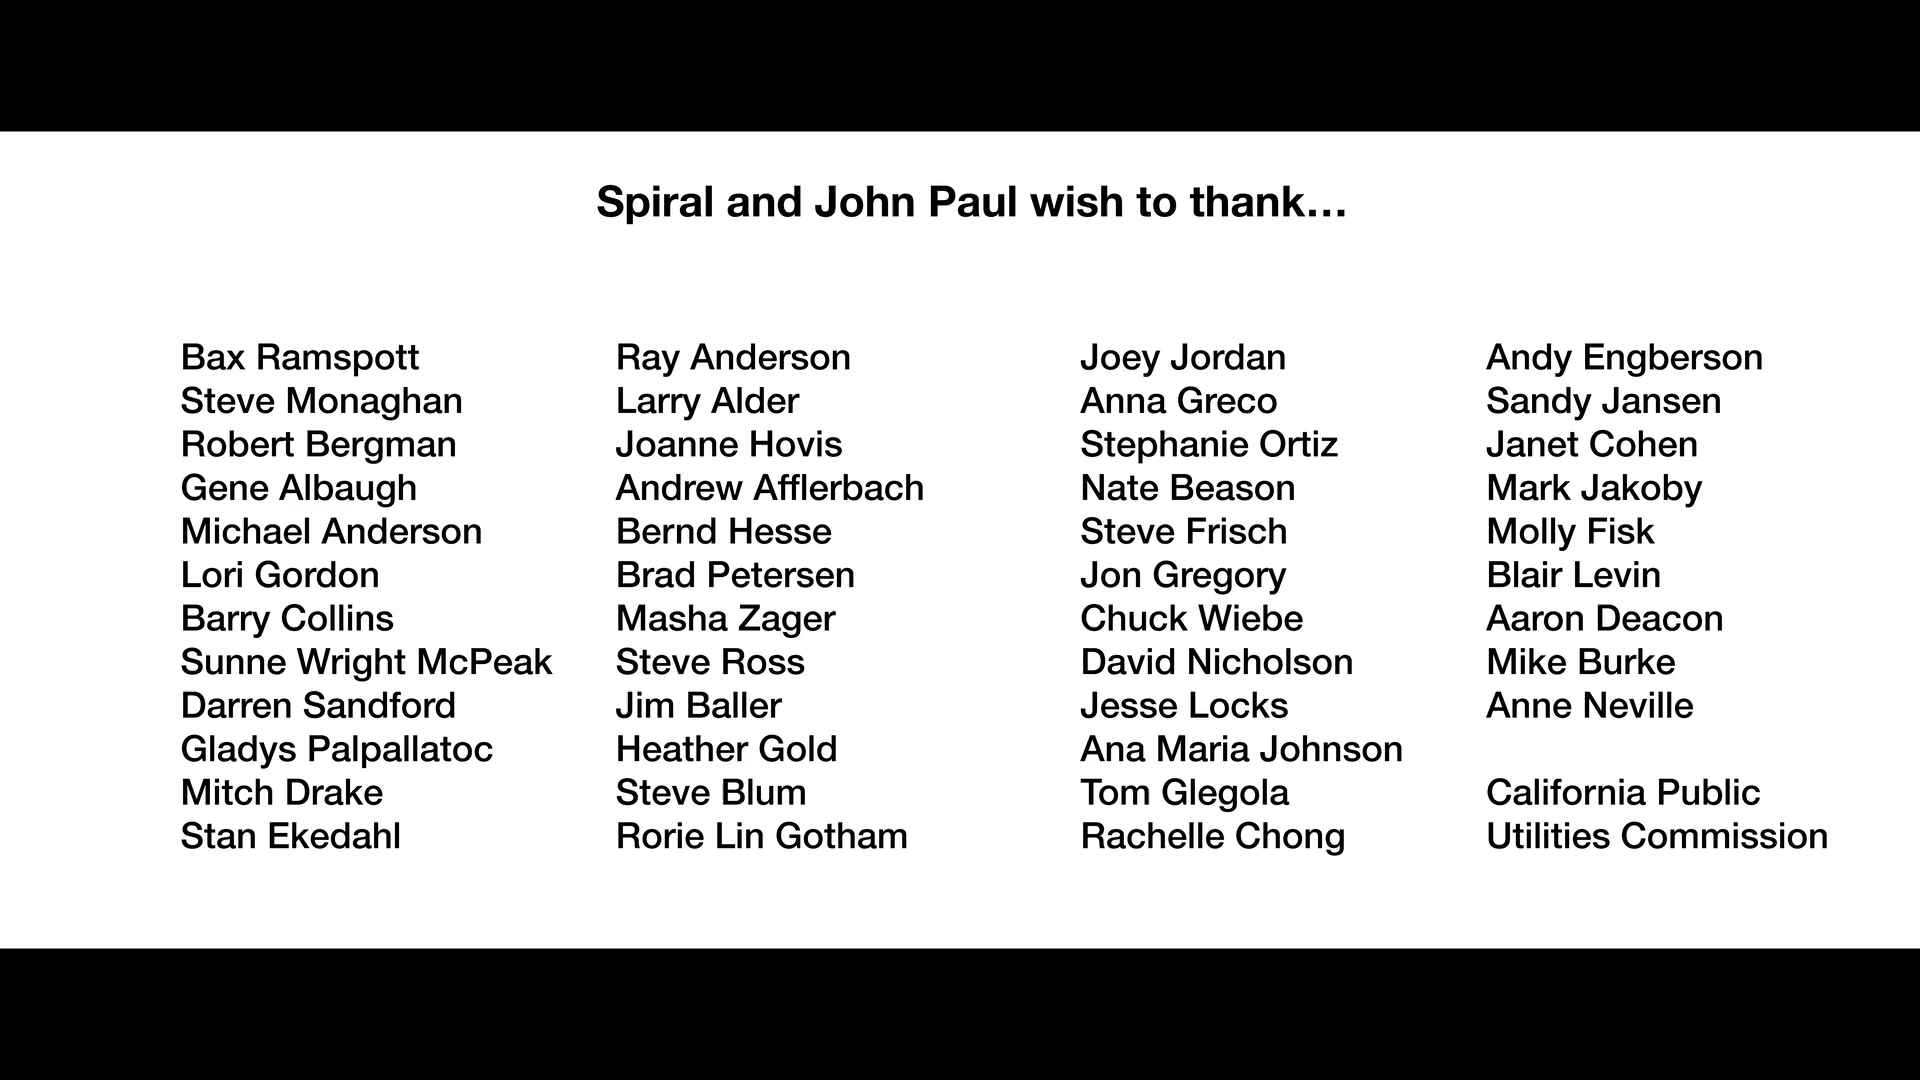 Spiral and John Paul wish to thank...
Bax Ramspott
Steve Monaghan
Robert Bergman
Gene Albaugh
Michael Anderson
Lori Gordon
Barry Collins
Sunne Wright McPeak
Darren Sandford
Gladys Palpallatoc
Mitch Drake
Stan Ekedahl
Ray Anderson
Larry Alder
Joanne Hovis
Andrew Afflerbach
Bernd Hesse
Brad Petersen
Masha Zager
Steve Ross
Jim Baller
Heather Gold
Steve Blum
Rorie Lin Gotham
Joey Jordan
Anna Greco
Stephanie Ortiz
Nate Beason
Steve Frisch
Jon Gregory
Chuck Wiebe
David Nicholson
Jesse Locks
Ana Maria Johnson
Tom Glegola
Rachelle Chong
Andy Engberson
Sandy Jansen
Janet Cohen
Mark Jakoby
Molly Fisk
Blair Levin
Aaron Deacon
Mike Burke
Anne Neville
California Public
Utilities Commission